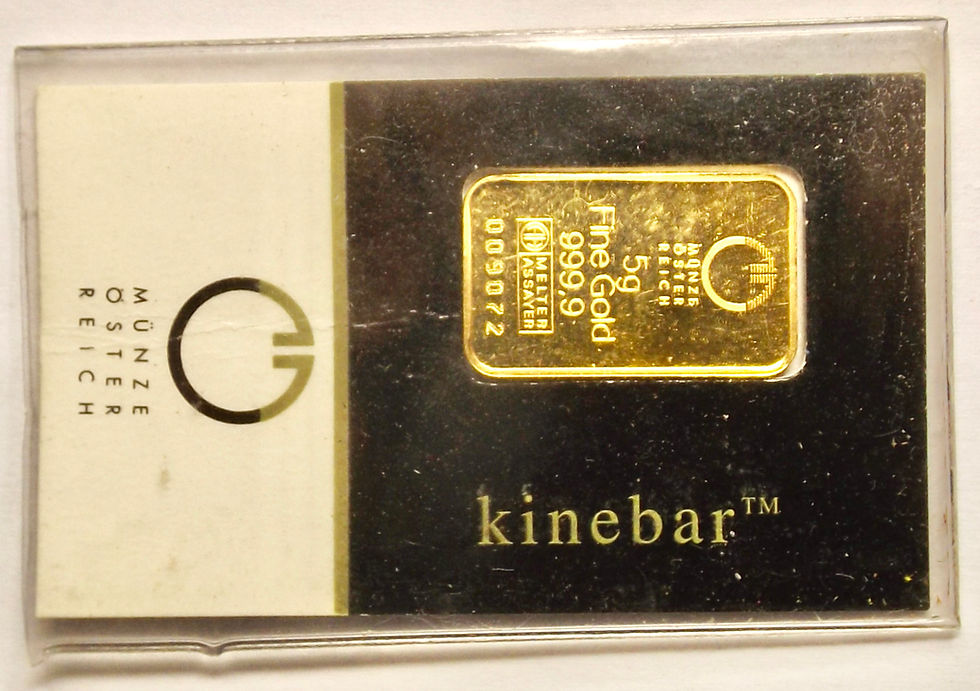 MÜNZE
ÖSTER
REICH
MÜNZE
ÖSTER
REICH
5g
Fine Gold
999.9
MELTER
ASSAYER
009072
kinebar™